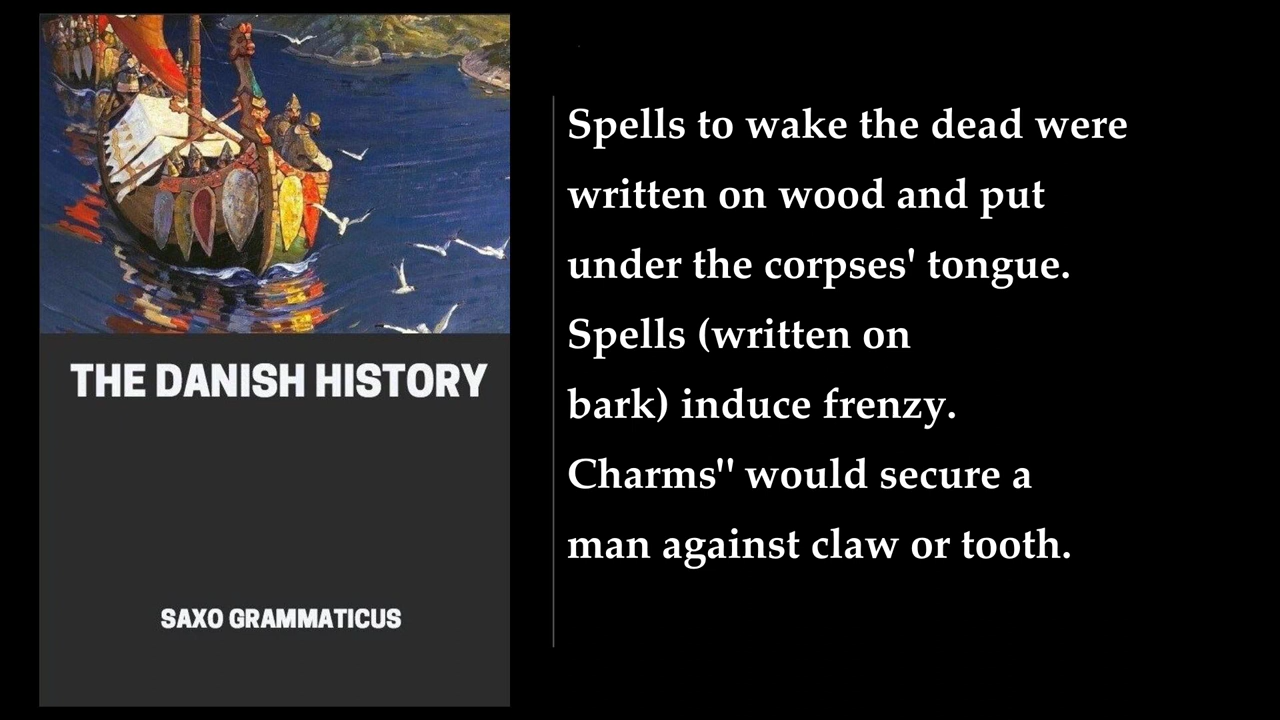 THE DANISH HISTORY
SAXO GRAMMATICUS
Spells to wake the dead were
written on wood and put
under the corpses' tongue.
Spells (written on
bark) induce frenzy.
Charms" would secure a
man against claw or tooth.